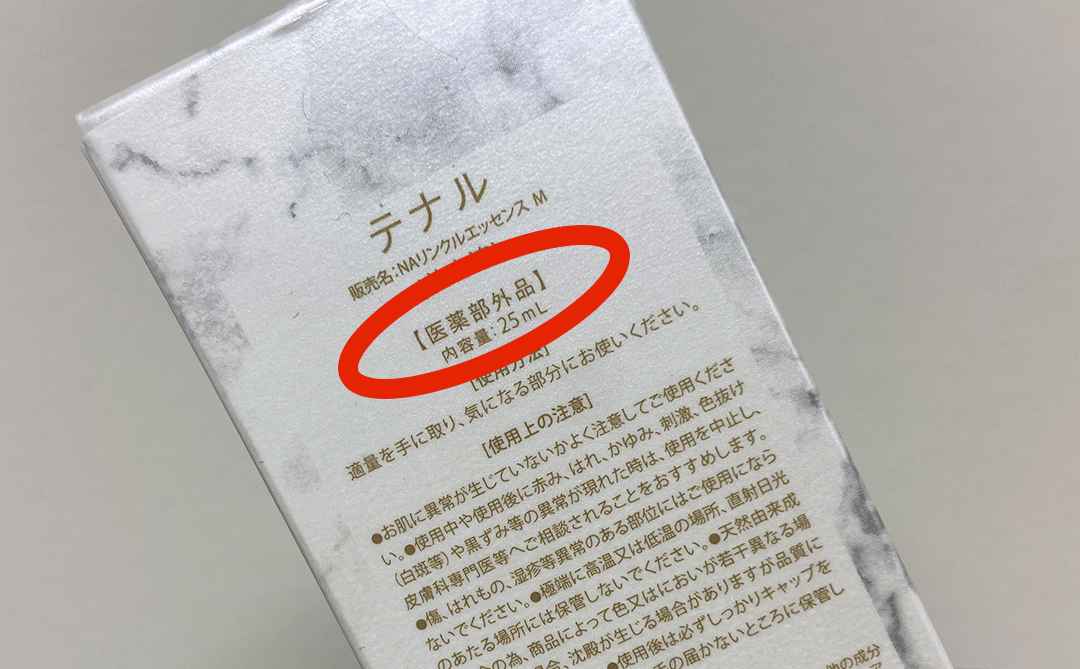 テナル
販売名:NAリンクルエッセンス M
【医薬部外品】
内容量:25mL
[使用方法]
適量を手に取り、気になる部分にお使いください。
[使用上の注意]
●お肌に異常が生じていないかよく注意してご使用くださ
い。●使用中や使用後に赤み、はれ、かゆみ、刺激、色抜け
(白斑等)や黒ずみ等の異常が現れた時は、使用を中止し、
皮膚科専門医等へご相談されることをおすすめします。
●傷、はれもの、湿疹等異常のある部位にはご使用になら
ないでください。●極端に高温又は低温の場所、直射日光
のあたる場所には保管しないでください。●天然由来成
の為、商品によって色又はにおいが若干異なる場
合、沈殿が生じる場合がありますが品質に
●使用後は必ずしっかりキャップを
の届かないところに保管し
他の成分